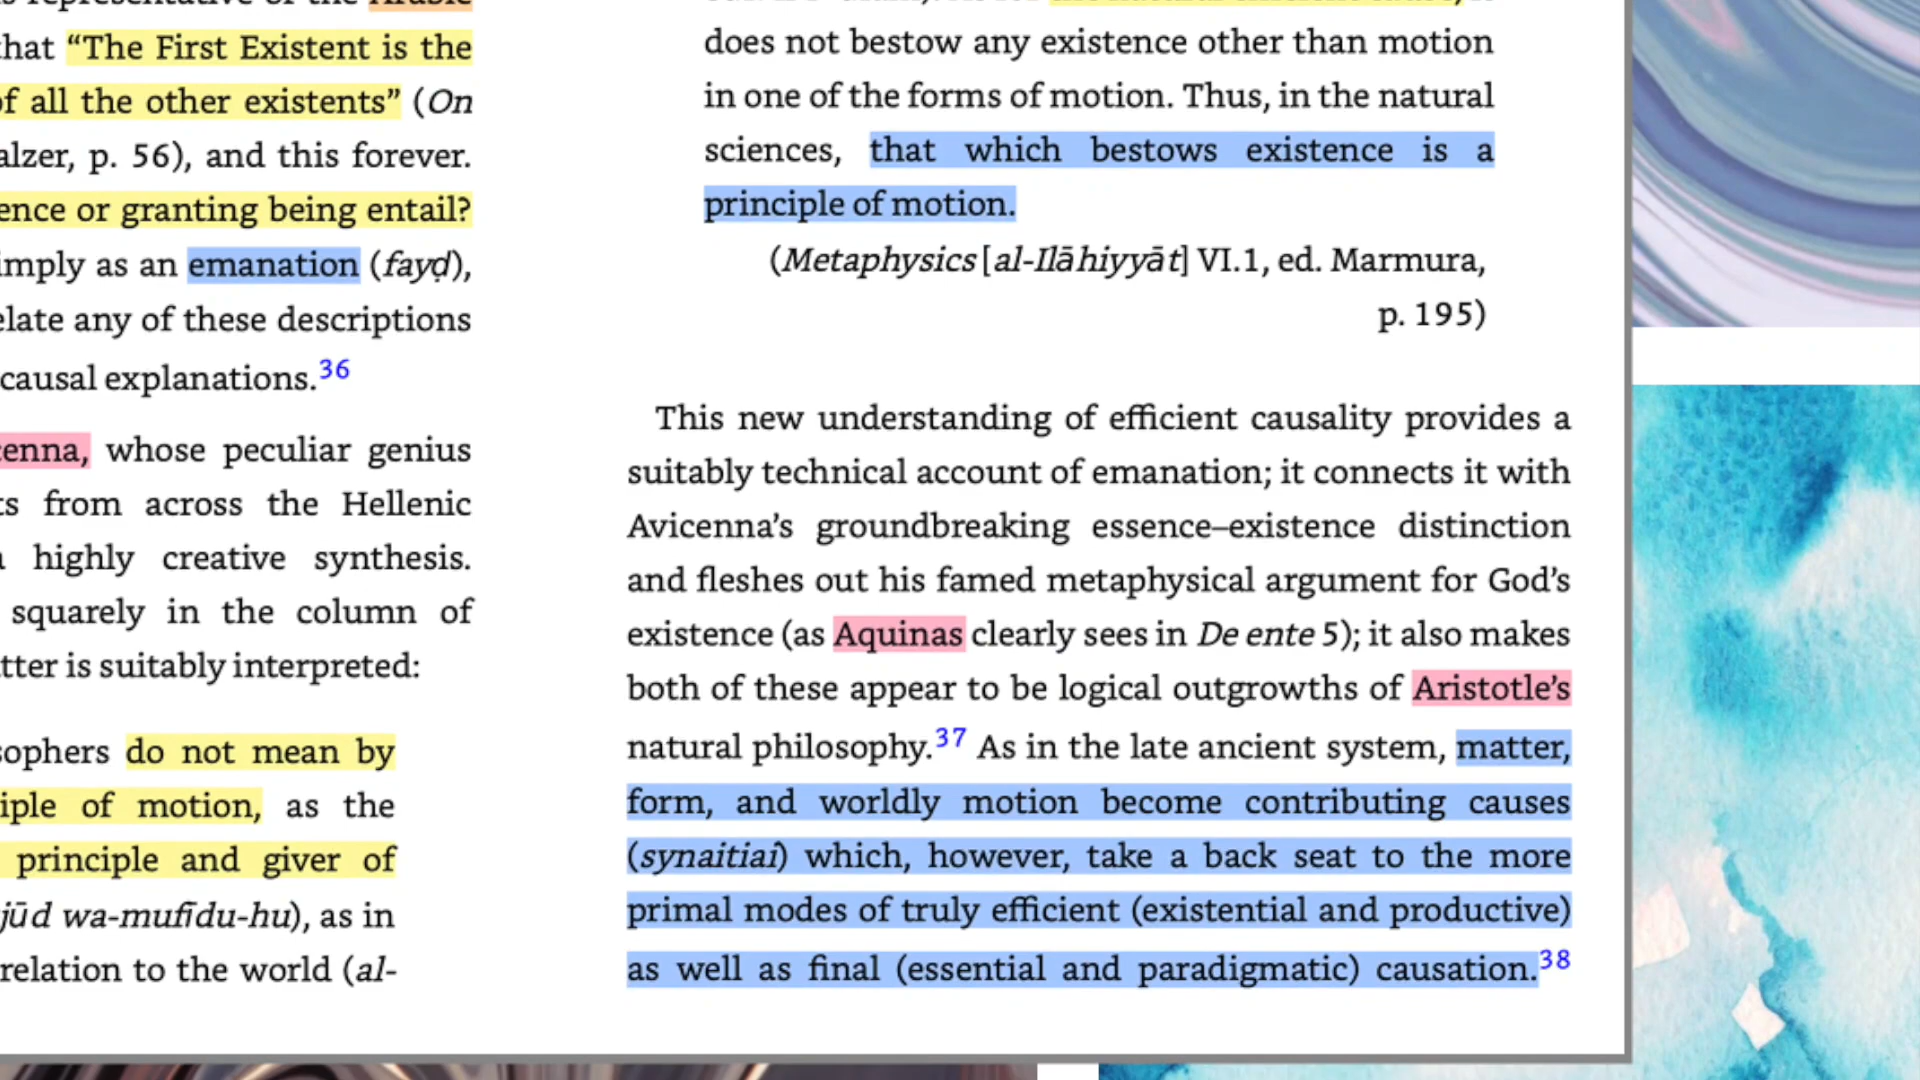 that “The First Existent is the
of all the other existents” (On
alzer, p. 56), and this forever.
ence or granting being entail?
imply as an emanation (fayḍ),
elate any of these descriptions
causal explanations.36
cenna, whose peculiar genius
ts from across the Hellenic
highly creative synthesis.
squarely in the column of
tter is suitably interpreted:
sophers do not mean by
iple of motion, as the
principle and giver of
jūd wa-mufīdu-hu), as in
relation to the world (al-
does not bestow any existence other than motion
in one of the forms of motion. Thus, in the natural
sciences, that which bestows existence is a
principle of motion.
(Metaphysics [al-Ilāhiyyāt] VI.1, ed. Marmura,
p. 195)
This new understanding of efficient causality provides a
suitably technical account of emanation; it connects it with
Avicenna’s groundbreaking essence–existence distinction
and fleshes out his famed metaphysical argument for God’s
existence (as Aquinas clearly sees in De ente 5); it also makes
both of these appear to be logical outgrowths of Aristotle’s
natural philosophy.37 As in the late ancient system, matter,
form, and worldly motion become contributing causes
(synaitiai) which, however, take a back seat to the more
primal modes of truly efficient (existential and productive)
as well as final (essential and paradigmatic) causation.38